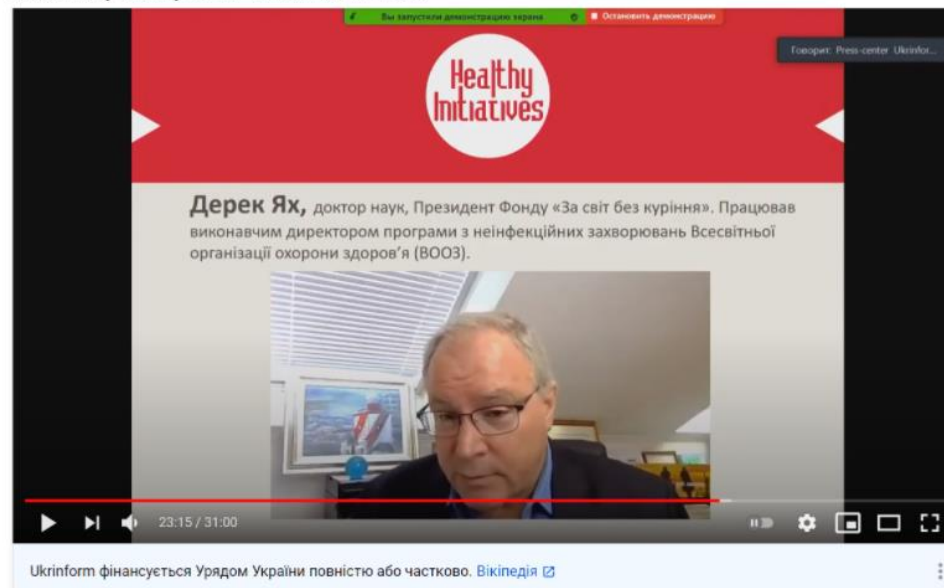 Вы запустили демонстрацию экрана
Остановить демонстрацию
Говорит: Press-center Ukrinfor...
Healthy
Initiatives
Дерек Ях, доктор наук, Президент Фонду «За світ без куріння». Працював
виконавчим директором програми з неінфекційних захворювань Всесвітньої
організації охорони здоров’я (ВООЗ).
23:15 / 31:00
Ukrinform фінансується Урядом України повністю або частково. Вікіпедія